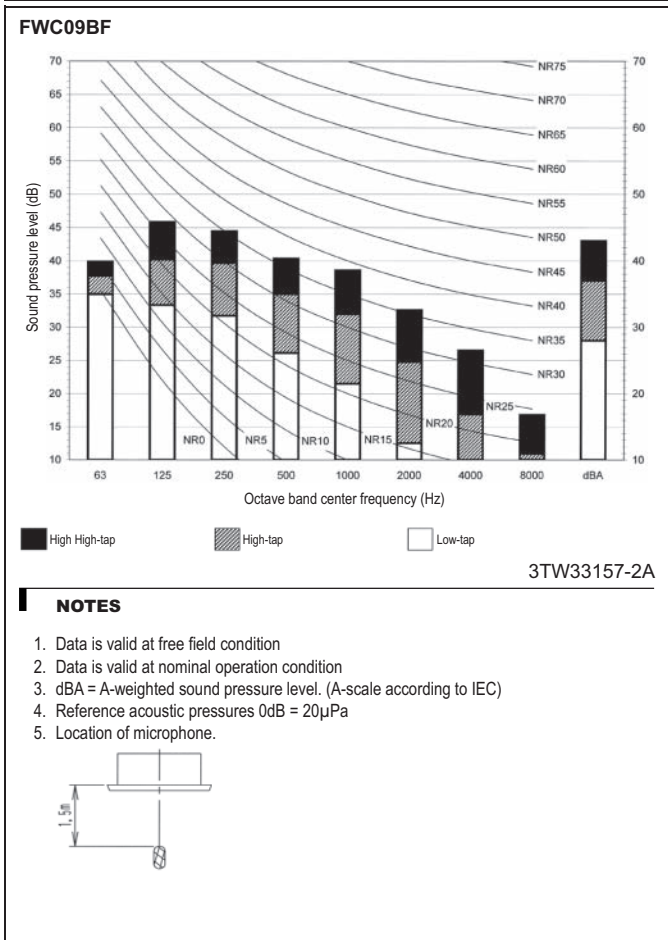 FWC09BF
70
65
60
55
50
45
40
35
30
25
20
15
10
Sound pressure level (dB)
70
60
50
40
30
20
10
NR75
NR70
NR65
NR60
NR55
NR50
NR45
NR40
NR35
NR30
NR25
NR20
NR0 NR5 NR10 NR15
63 125 250 500 1000 2000 4000 8000 dBA
Octave band center frequency (Hz)
High High-tap High-tap Low-tap
3TW33157-2A
NOTES
1. Data is valid at free field condition
2. Data is valid at nominal operation condition
3. dBA = A-weighted sound pressure level. (A-scale according to IEC)
4. Reference acoustic pressures 0dB = 20µPa
5. Location of microphone.
1,5m